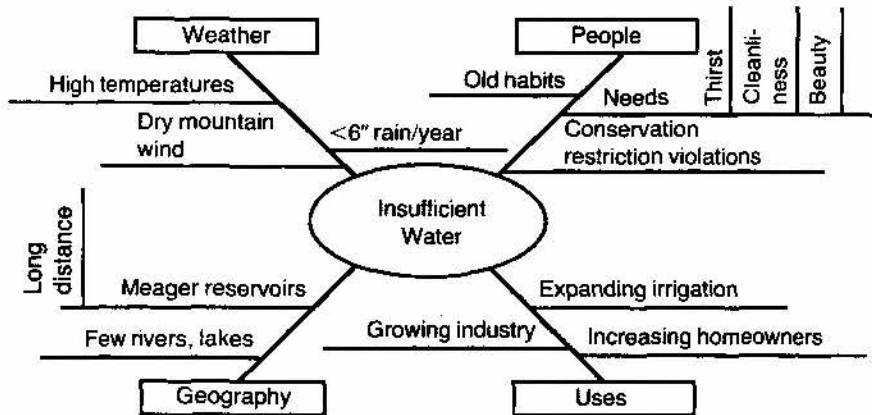 Weather
High temperatures
Dry mountain
wind
<6" rain/year
People
Old habits
Needs
Thirst
Cleanli-
ness
Beauty
Conservation
restriction violations
Insufficient
Water
Long
distance
Meager reservoirs
Few rivers, lakes
Geography
Expanding irrigation
Growing industry
Increasing homeowners
Uses